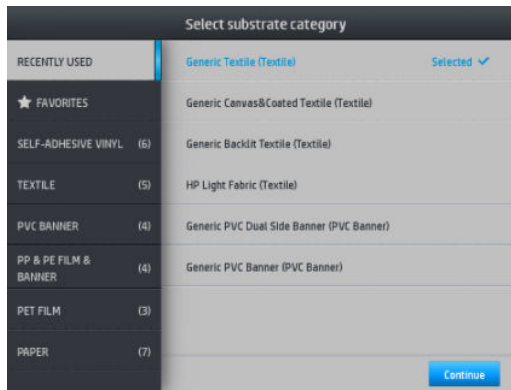 Select substrate category
RECENTLY USED
Generic Textile (Textile) Selected
FAVORITES
Generic Canvas&Coated Textile (Textile)
SELF-ADHESIVE VINYL (6)
Generic Backlit Textile (Textile)
TEXTILE (5)
HP Light Fabric (Textile)
PVC BANNER (4)
Generic PVC Dual Side Banner (PVC Banner)
PP & PE FILM &
BANNER (4)
Generic PVC Banner (PVC Banner)
PET FILM (3)
PAPER (7)
Continue